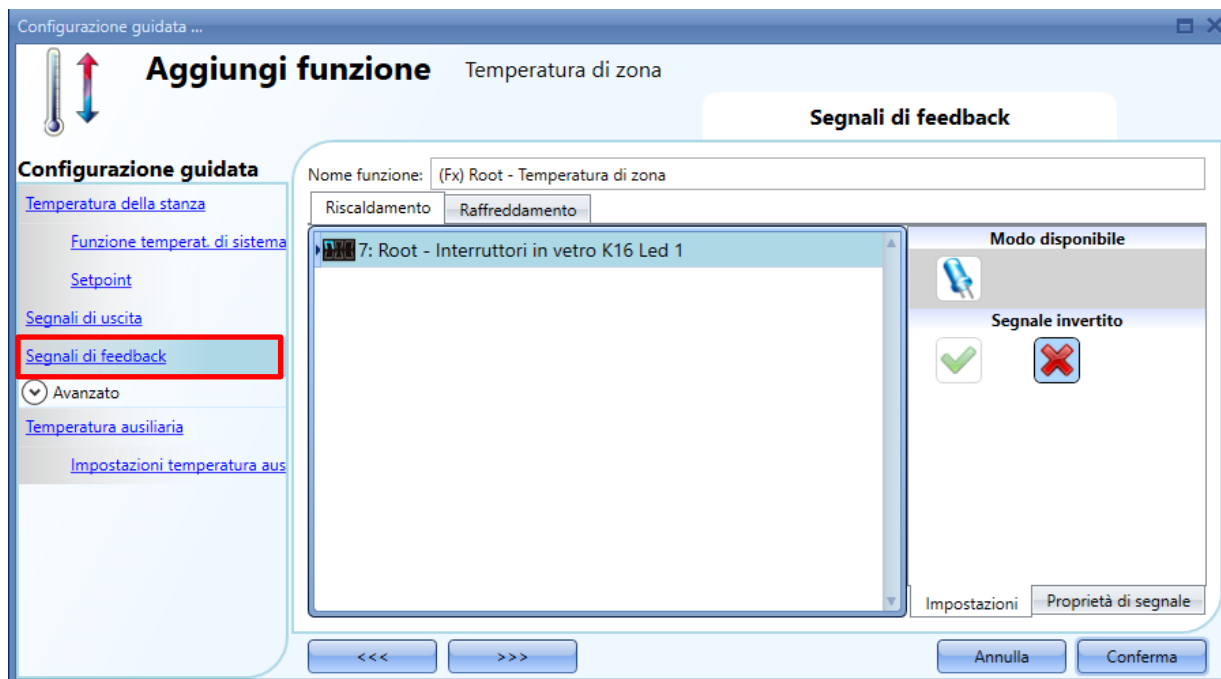 Configurazione guidata ...
Aggiungi funzione Temperatura di zona
Segnali di feedback
Configurazione guidata
Temperatura della stanza
Funzione temperat. di sistema
Setpoint
Segnali di uscita
Segnali di feedback
Avanzato
Temperatura ausiliaria
Impostazioni temperatura aus
Nome funzione: (Fx) Root - Temperatura di zona
Riscaldamento Raffreddamento
7: Root - Interruttori in vetro K16 Led 1
Modo disponibile
Segnale invertito
Impostazioni Proprietà di segnale
<<< >>> Annulla Conferma